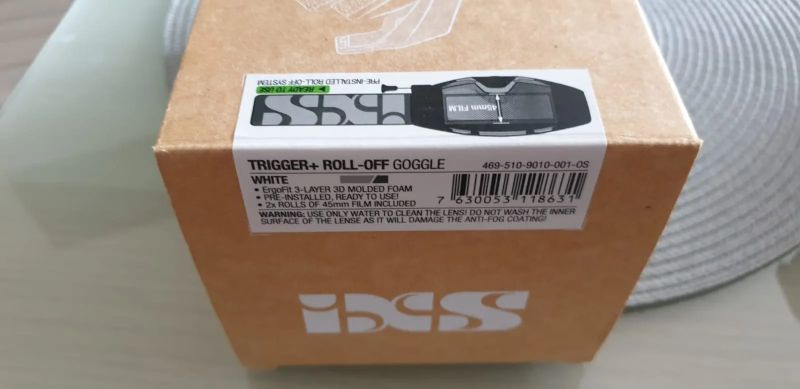 PRE-INSTALLED ROLL-OFF SYSTEM
READY TO USE
iXS
45mm FILM
TRIGGER+ ROLL-OFF GOGGLE 469-510-9010-001-OS
WHITE
• ErgoFit 3-LAYER 3D MOLDED FOAM
• PRE-INSTALLED, READY TO USE!
• 2x ROLLS OF 45mm FILM INCLUDED
7 630053 118631
WARNING: USE ONLY WATER TO CLEAN THE LENS! DO NOT WASH THE INNER
SURFACE OF THE LENSE AS IT WILL DAMAGE THE ANTI-FOG COATING!
iXS